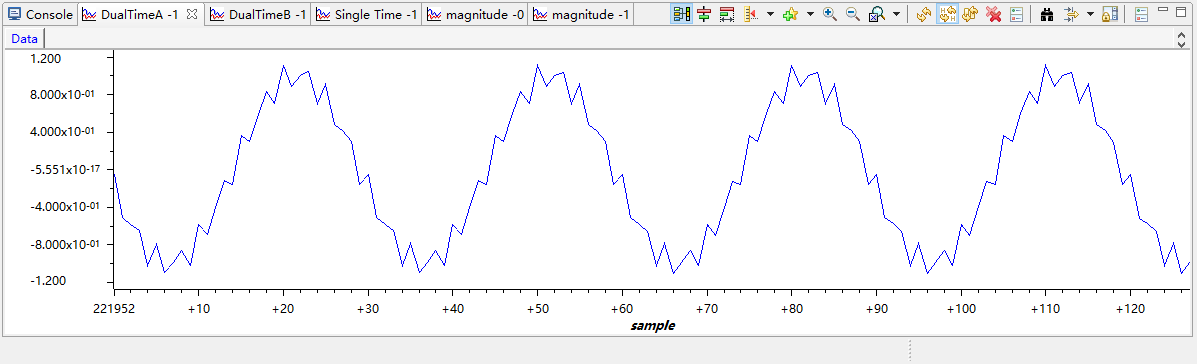 Console DualTimeA -1 DualTimeB -1 Single Time -1 magnitude -0 magnitude -1
Data
1.200
8.000x10-01
4.000x10-01
-5.551x10-17
-4.000x10-01
-8.000x10-01
-1.200
221952 +10 +20 +30 +40 +50 +60 +70 +80 +90 +100 +110 +120
sample